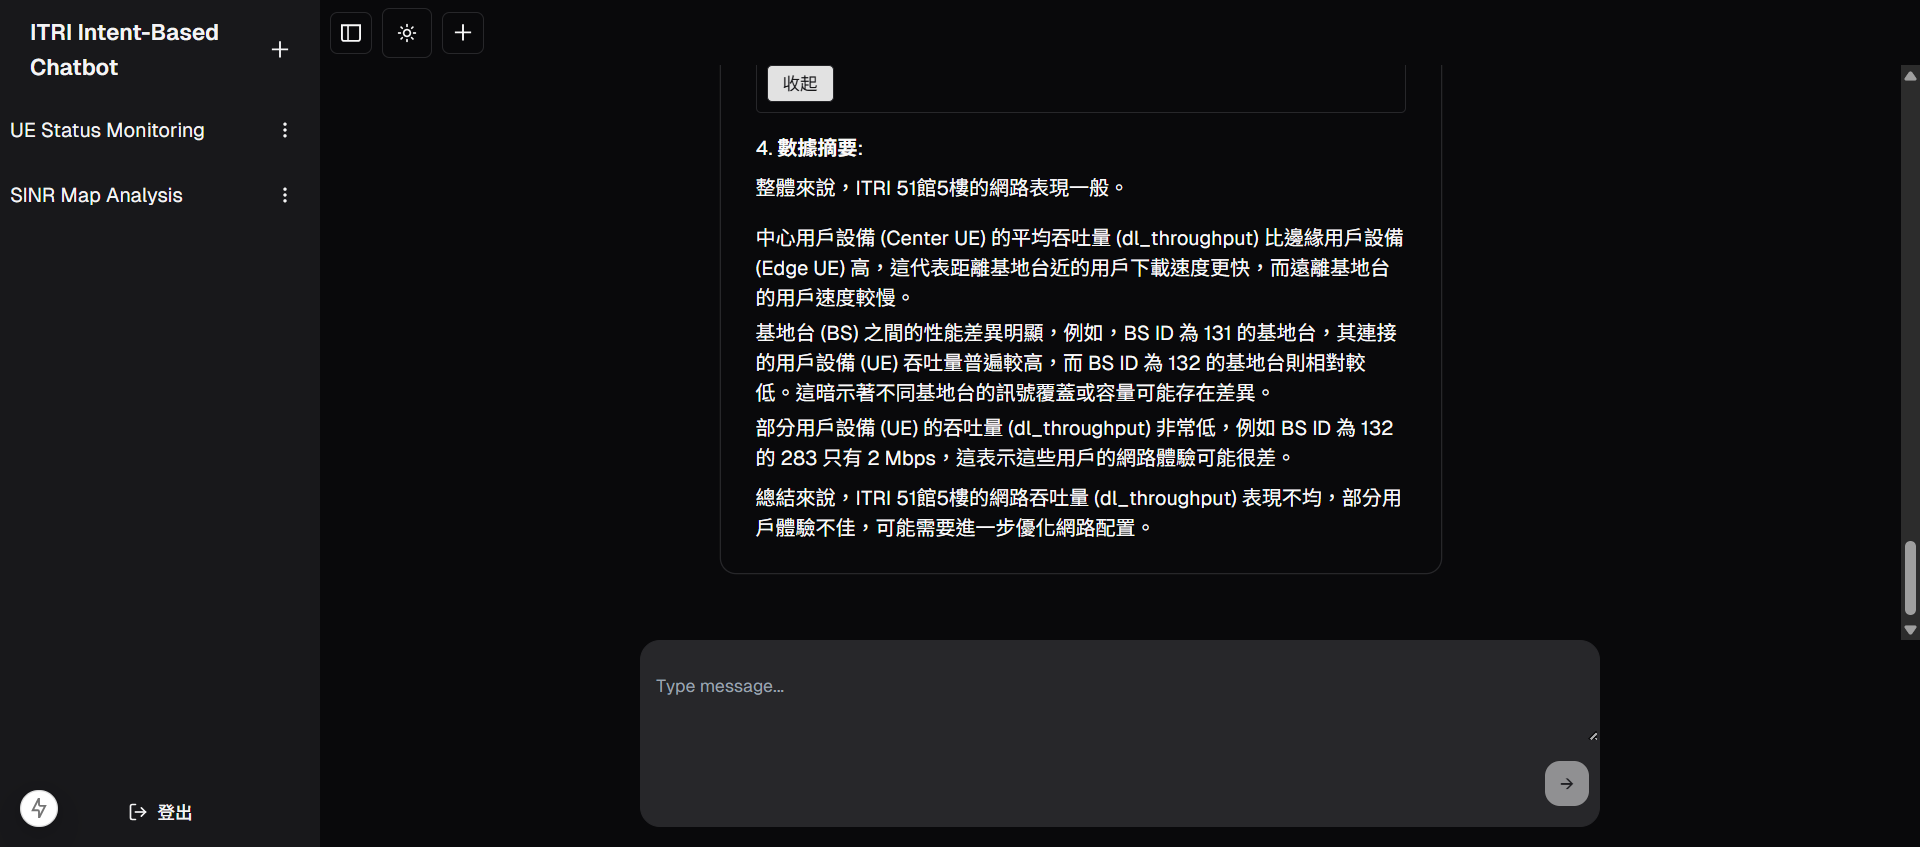 ITRI Intent-Based
Chatbot
UE Status Monitoring
SINR Map Analysis
登出
收起
4. 數據摘要:
整體來說，ITRI 51館5樓的網路表現一般。
中心用戶設備 (Center UE) 的平均吞吐量 (dl_throughput) 比邊緣用戶設備
(Edge UE) 高，這代表距離基地台近的用戶下載速度更快，而遠離基地台
的用戶速度較慢。
基地台 (BS) 之間的性能差異明顯，例如，BS ID 為 131 的基地台，其連接
的用戶設備 (UE) 吞吐量普遍較高，而 BS ID 為 132 的基地台則相對較
低。這暗示著不同基地台的訊號覆蓋或容量可能存在差異。
部分用戶設備 (UE) 的吞吐量 (dl_throughput) 非常低，例如 BS ID 為 132
的 283 只有 2 Mbps，這表示這些用戶的網路體驗可能很差。
總結來說，ITRI 51館5樓的網路吞吐量 (dl_throughput) 表現不均，部分用
戶體驗不佳，可能需要進一步優化網路配置。
Type message...